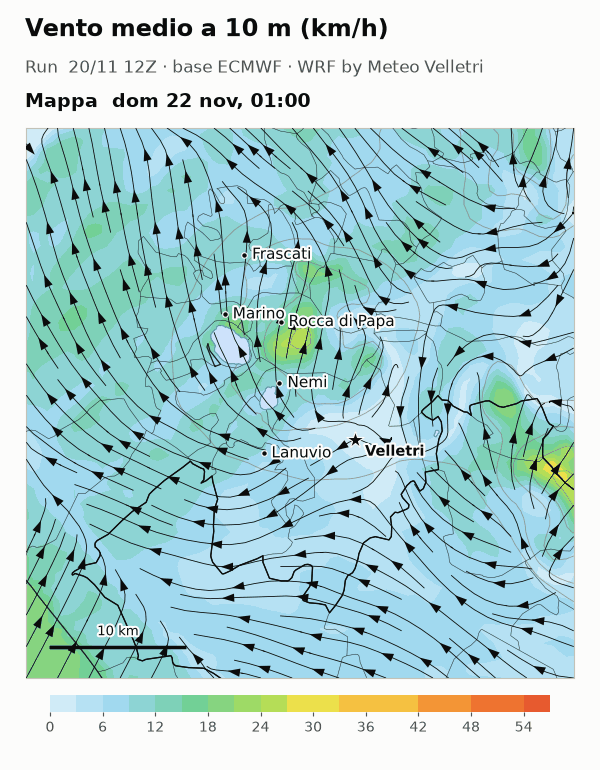 Vento medio a 10 m (km/h)
Run  20/11 12Z · base ECMWF · WRF by Meteo Velletri
Mappa  dom 22 nov, 01:00
Frascati
Marino
Rocca di Papa
Nemi
Velletri
Lanuvio
10 km
0 6 12 18 24 30 36 42 48 54